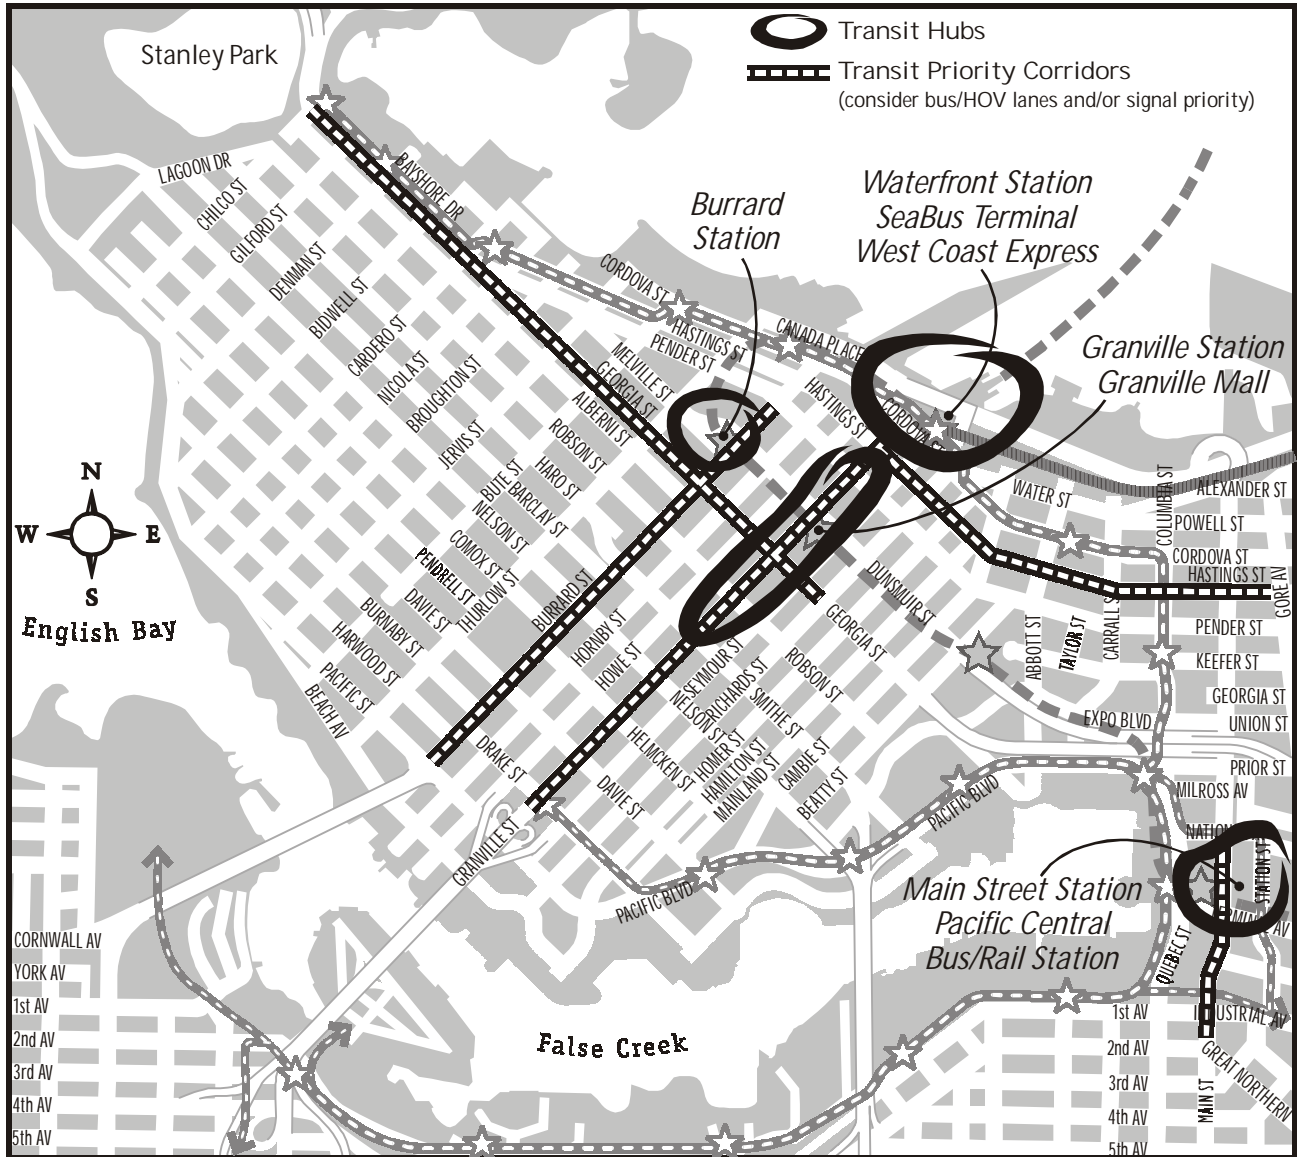 Stanley Park
Transit Hubs
Transit Priority Corridors
(consider bus/HOV lanes and/or signal priority)
LAGOON DR
CHILCO ST
GILFORD ST
DENMAN ST
BIDWELL ST
CARDERO ST
NICOLA ST
BROUGHTON ST
JERVIS ST
BUTE ST
BAYSHORE DR
CORDOVA ST
HASTINGS ST
PENDER ST
MELVILLE ST
GEORGIA ST
ALBERNI ST
ROBSON ST
HARO ST
BARCLAY ST
NELSON ST
COMOX ST
PENDRELL ST
THURLOW ST
DAVIE ST
BURNABY ST
HARWOOD ST
PACIFIC ST
BEACH AV
Burrard
Station
Waterfront Station
SeaBus Terminal
West Coast Express
Granville Station
Granville Mall
CANADA PLACE
HASTINGS ST
CORDOVA ST
WATER ST
COLUMBIA ST
ALEXANDER ST
POWELL ST
CORDOVA ST
HASTINGS ST
GORE AV
PENDER ST
KEEFER ST
GEORGIA ST
UNION ST
PRIOR ST
MILROSS AV
ABBOTT ST
TAYLOR ST
CARRALL S
EXPO BLVD
DUNSMUIR ST
GEORGIA ST
ROBSON ST
SMITHE ST
BURRARD ST
HORNBY ST
HOWE ST
SEYMOUR ST
RICHARDS ST
NELSON ST
HOMER ST
HELMCKEN ST
HAMILTON ST
MAINLAND ST
CAMBIE ST
BEATTY ST
DRAKE ST
DAVIE ST
GRANVILLE ST
PACIFIC BLVD
PACIFIC BLVD
N
W
E
S
English Bay
Main Street Station
Pacific Central
Bus/Rail Station
NATION
STATION ST
QUEBEC ST
False Creek
CORNWALL AV
YORK AV
1st AV
2nd AV
3rd AV
4th AV
5th AV
1st AV
2nd AV
3rd AV
4th AV
5th AV
INDUSTRIAL AV
GREAT NORTHERN
MAIN ST